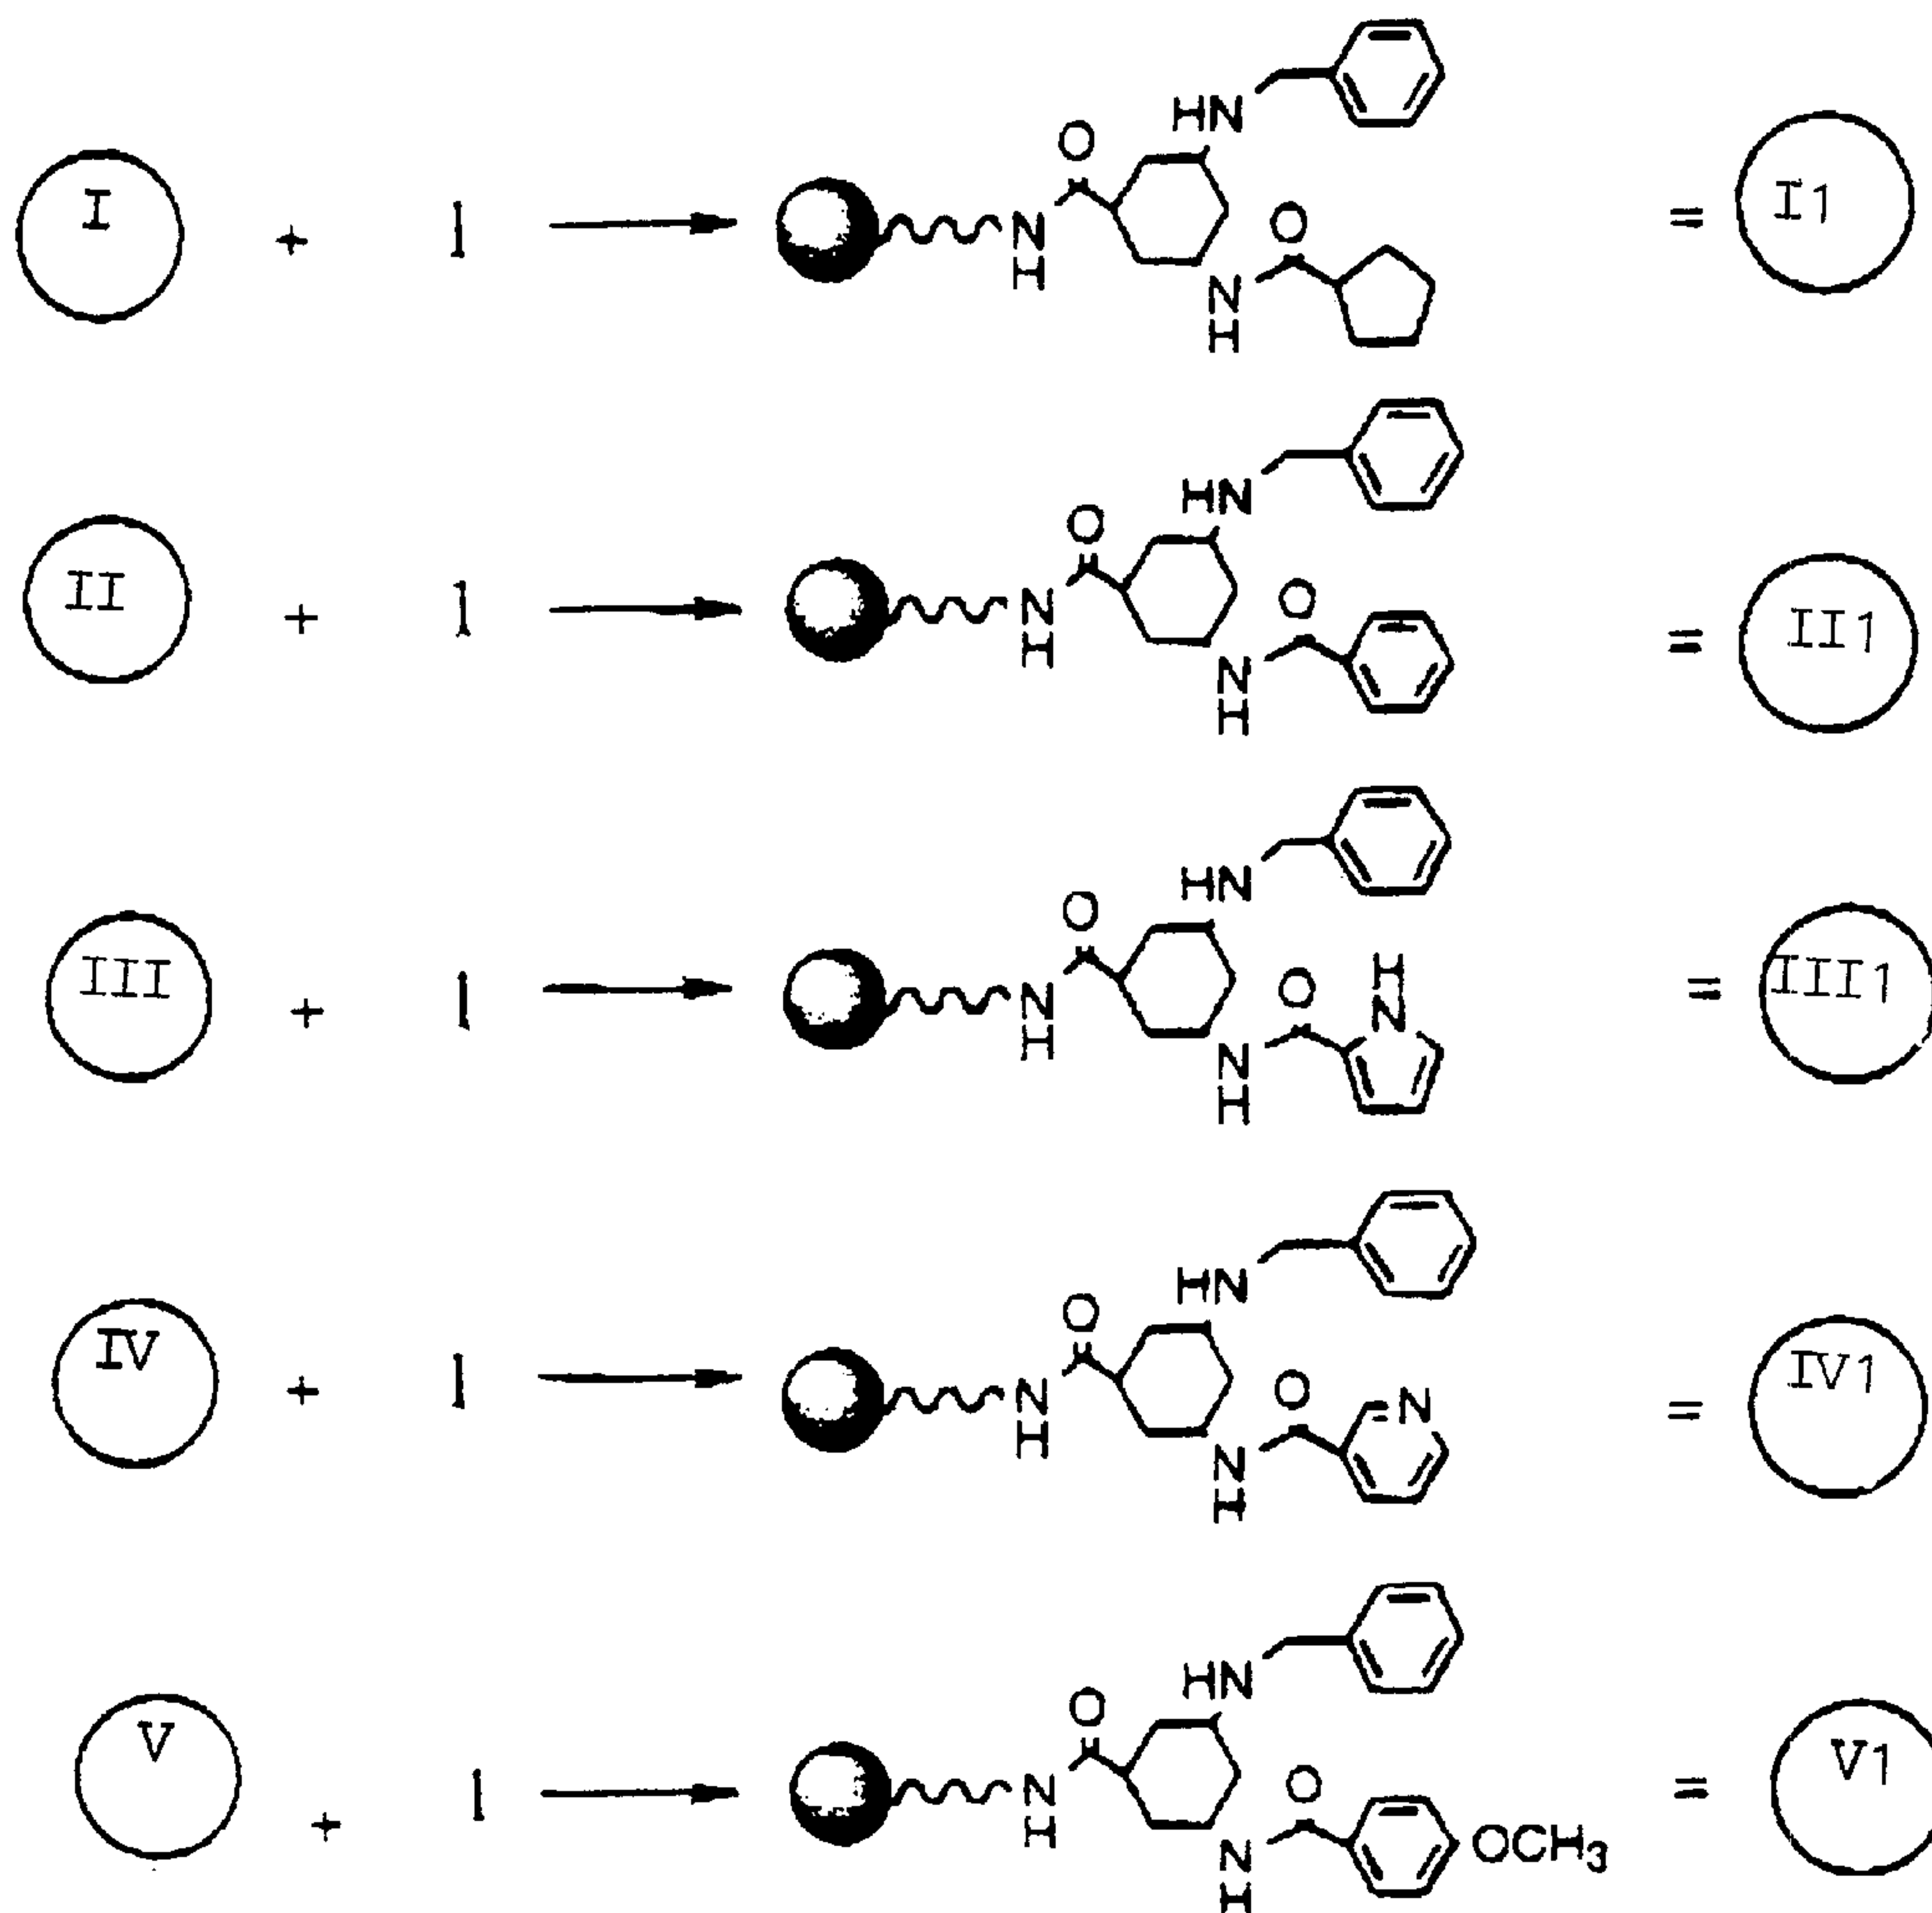 HN
O
I + 1 N H O = I1
N H
HN
O
II + 1 N H O = II1
N H
HN
O
III + 1 N H O H N = III1
N H
HN
O
IV + 1 N H O N = IV1
N H
HN
O
V + 1 N H O = V1
N H OCH3